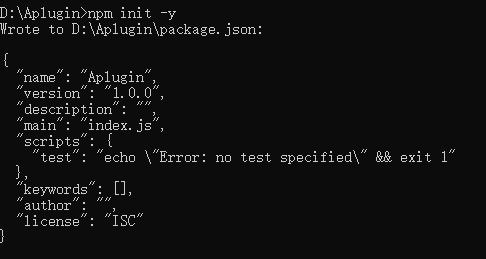 D:\Aplugin>npm init -y
Wrote to D:\Aplugin\package.json:
{
"name": "Aplugin",
"version": "1.0.0",
"description": "",
"main": "index.js",
"scripts": {
"test": "echo \"Error: no test specified\" && exit 1"
},
"keywords": [],
"author": "",
"license": "ISC"
}